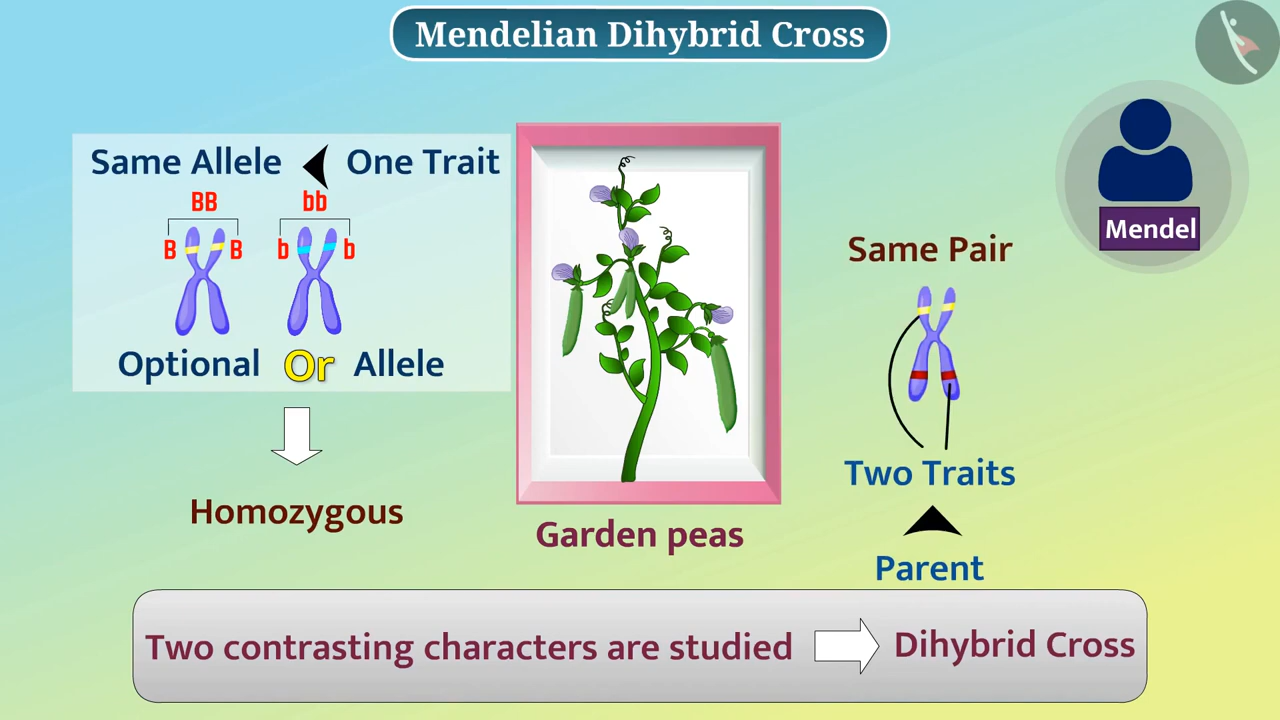 Mendelian Dihybrid Cross
Same Allele One Trait
BB bb
B B b b
Optional Or Allele
Homozygous
Garden peas
Mendel
Same Pair
Two Traits
Parent
Two contrasting characters are studied Dihybrid Cross